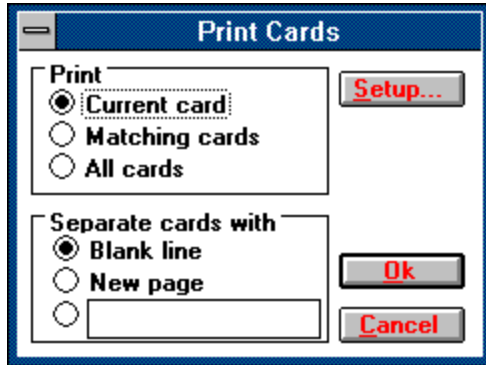 Print Cards
Print
Current card
Matching cards
All cards
Setup...
Separate cards with
Blank line
New page
Ok
Cancel